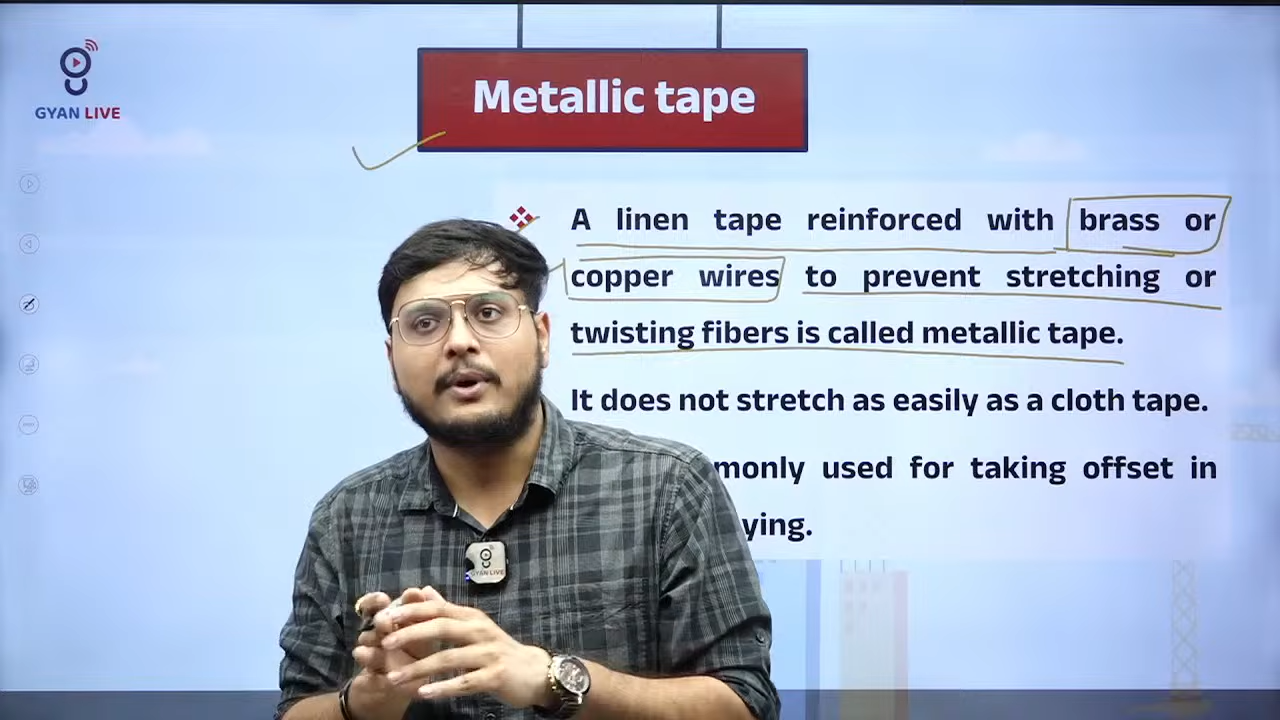 GYAN LIVE
Metallic tape
A linen tape reinforced with brass or
copper wires to prevent stretching or
twisting fibers is called metallic tape.
It does not stretch as easily as a cloth tape.
monly used for taking offset in
ying.
GYAN LIVE